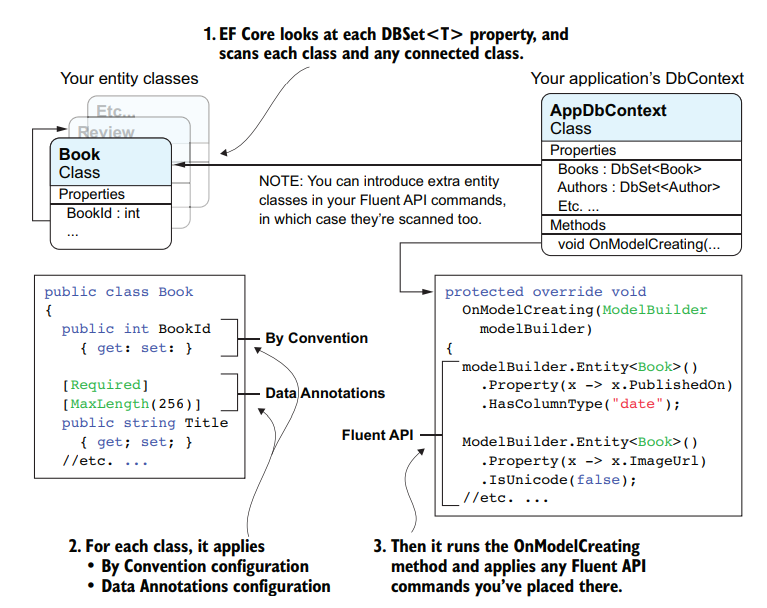 1. EF Core looks at each DBSet<T> property, and
scans each class and any connected class.
Your entity classes
Your application's DbContext
Etc...
Review
Book
Class
Properties
BookId : int
...
AppDbContext
Class
Properties
Books : DbSet<Book>
Authors : DbSet<Author>
Etc. ...
Methods
void OnModelCreating(...
NOTE: You can introduce extra entity
classes in your Fluent API commands,
in which case they're scanned too.
public class Book
{
public int BookId
{ get: set: }
[Required]
[MaxLength(256)]
public string Title
{ get; set; }
//etc. ...
By Convention
Data Annotations
Fluent API
protected override void
OnModelCreating(ModelBuilder
modelBuilder)
{
modelBuilder.Entity<Book>()
.Property(x -> x.PublishedOn)
.HasColumnType("date");
ModelBuilder.Entity<Book>()
.Property(x -> x.ImageUrl)
.IsUnicode(false);
//etc. ...
2. For each class, it applies
• By Convention configuration
• Data Annotations configuration
3. Then it runs the OnModelCreating
method and applies any Fluent API
commands you've placed there.